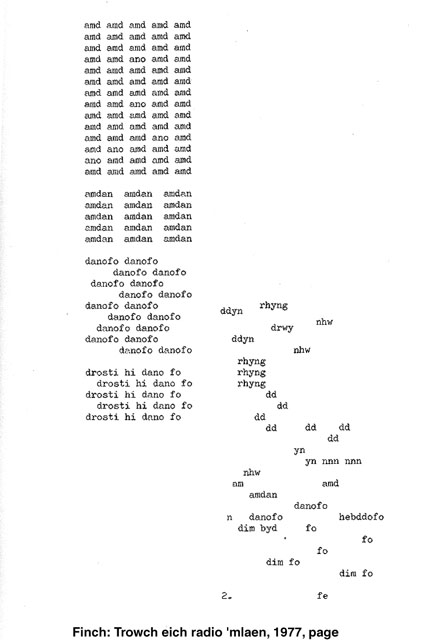 amd amd amd amd amd
amd amd amd amd amd
amd amd amd amd amd
amd amd ano amd amd
amd amd amd amd amd
amd amd amd amd amd
amd amd amd amd amd
amd amd ano amd amd
amd amd amd amd amd
amd amd amd amd amd
amd amd amd ano amd
amd ano amd amd amd
ano amd amd amd amd
amd amd amd amd amd
amdan amdan amdan
amdan amdan amdan
amdan amdan amdan
amdan amdan amdan
amdan amdan amdan
danofo danofo
danofo danofo
danofo danofo
danofo danofo
danofo danofo
danofo danofo
danofo danofo
danofo danofo
danofo danofo
drosti hi dano fo
drosti hi dano fo
drosti hi dano fo
drosti hi dano fo
drosti hi dano fo
rhyng
ddyn
nhw
drwy
ddyn
nhw
rhyng
rhyng
rhyng
dd
dd
dd
dd dd dd
dd
yn
yn nnn nnn
nhw
am amd
amdan
danofo
n danofo hebddofo
dim byd fo
fo
fo
dim fo
dim fo
2. fe
Finch: Trowch eich radio 'mlaen, 1977, page